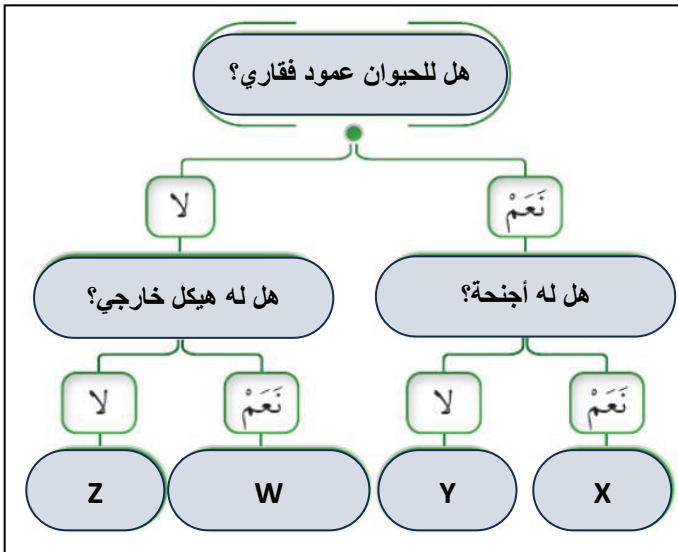 هل للحيوان عمود فقاري؟
نَعَمْ
لا
هل له أجنحة؟
هل له هيكل خارجي؟
نَعَمْ
لا
نَعَمْ
لا
X
Y
W
Z